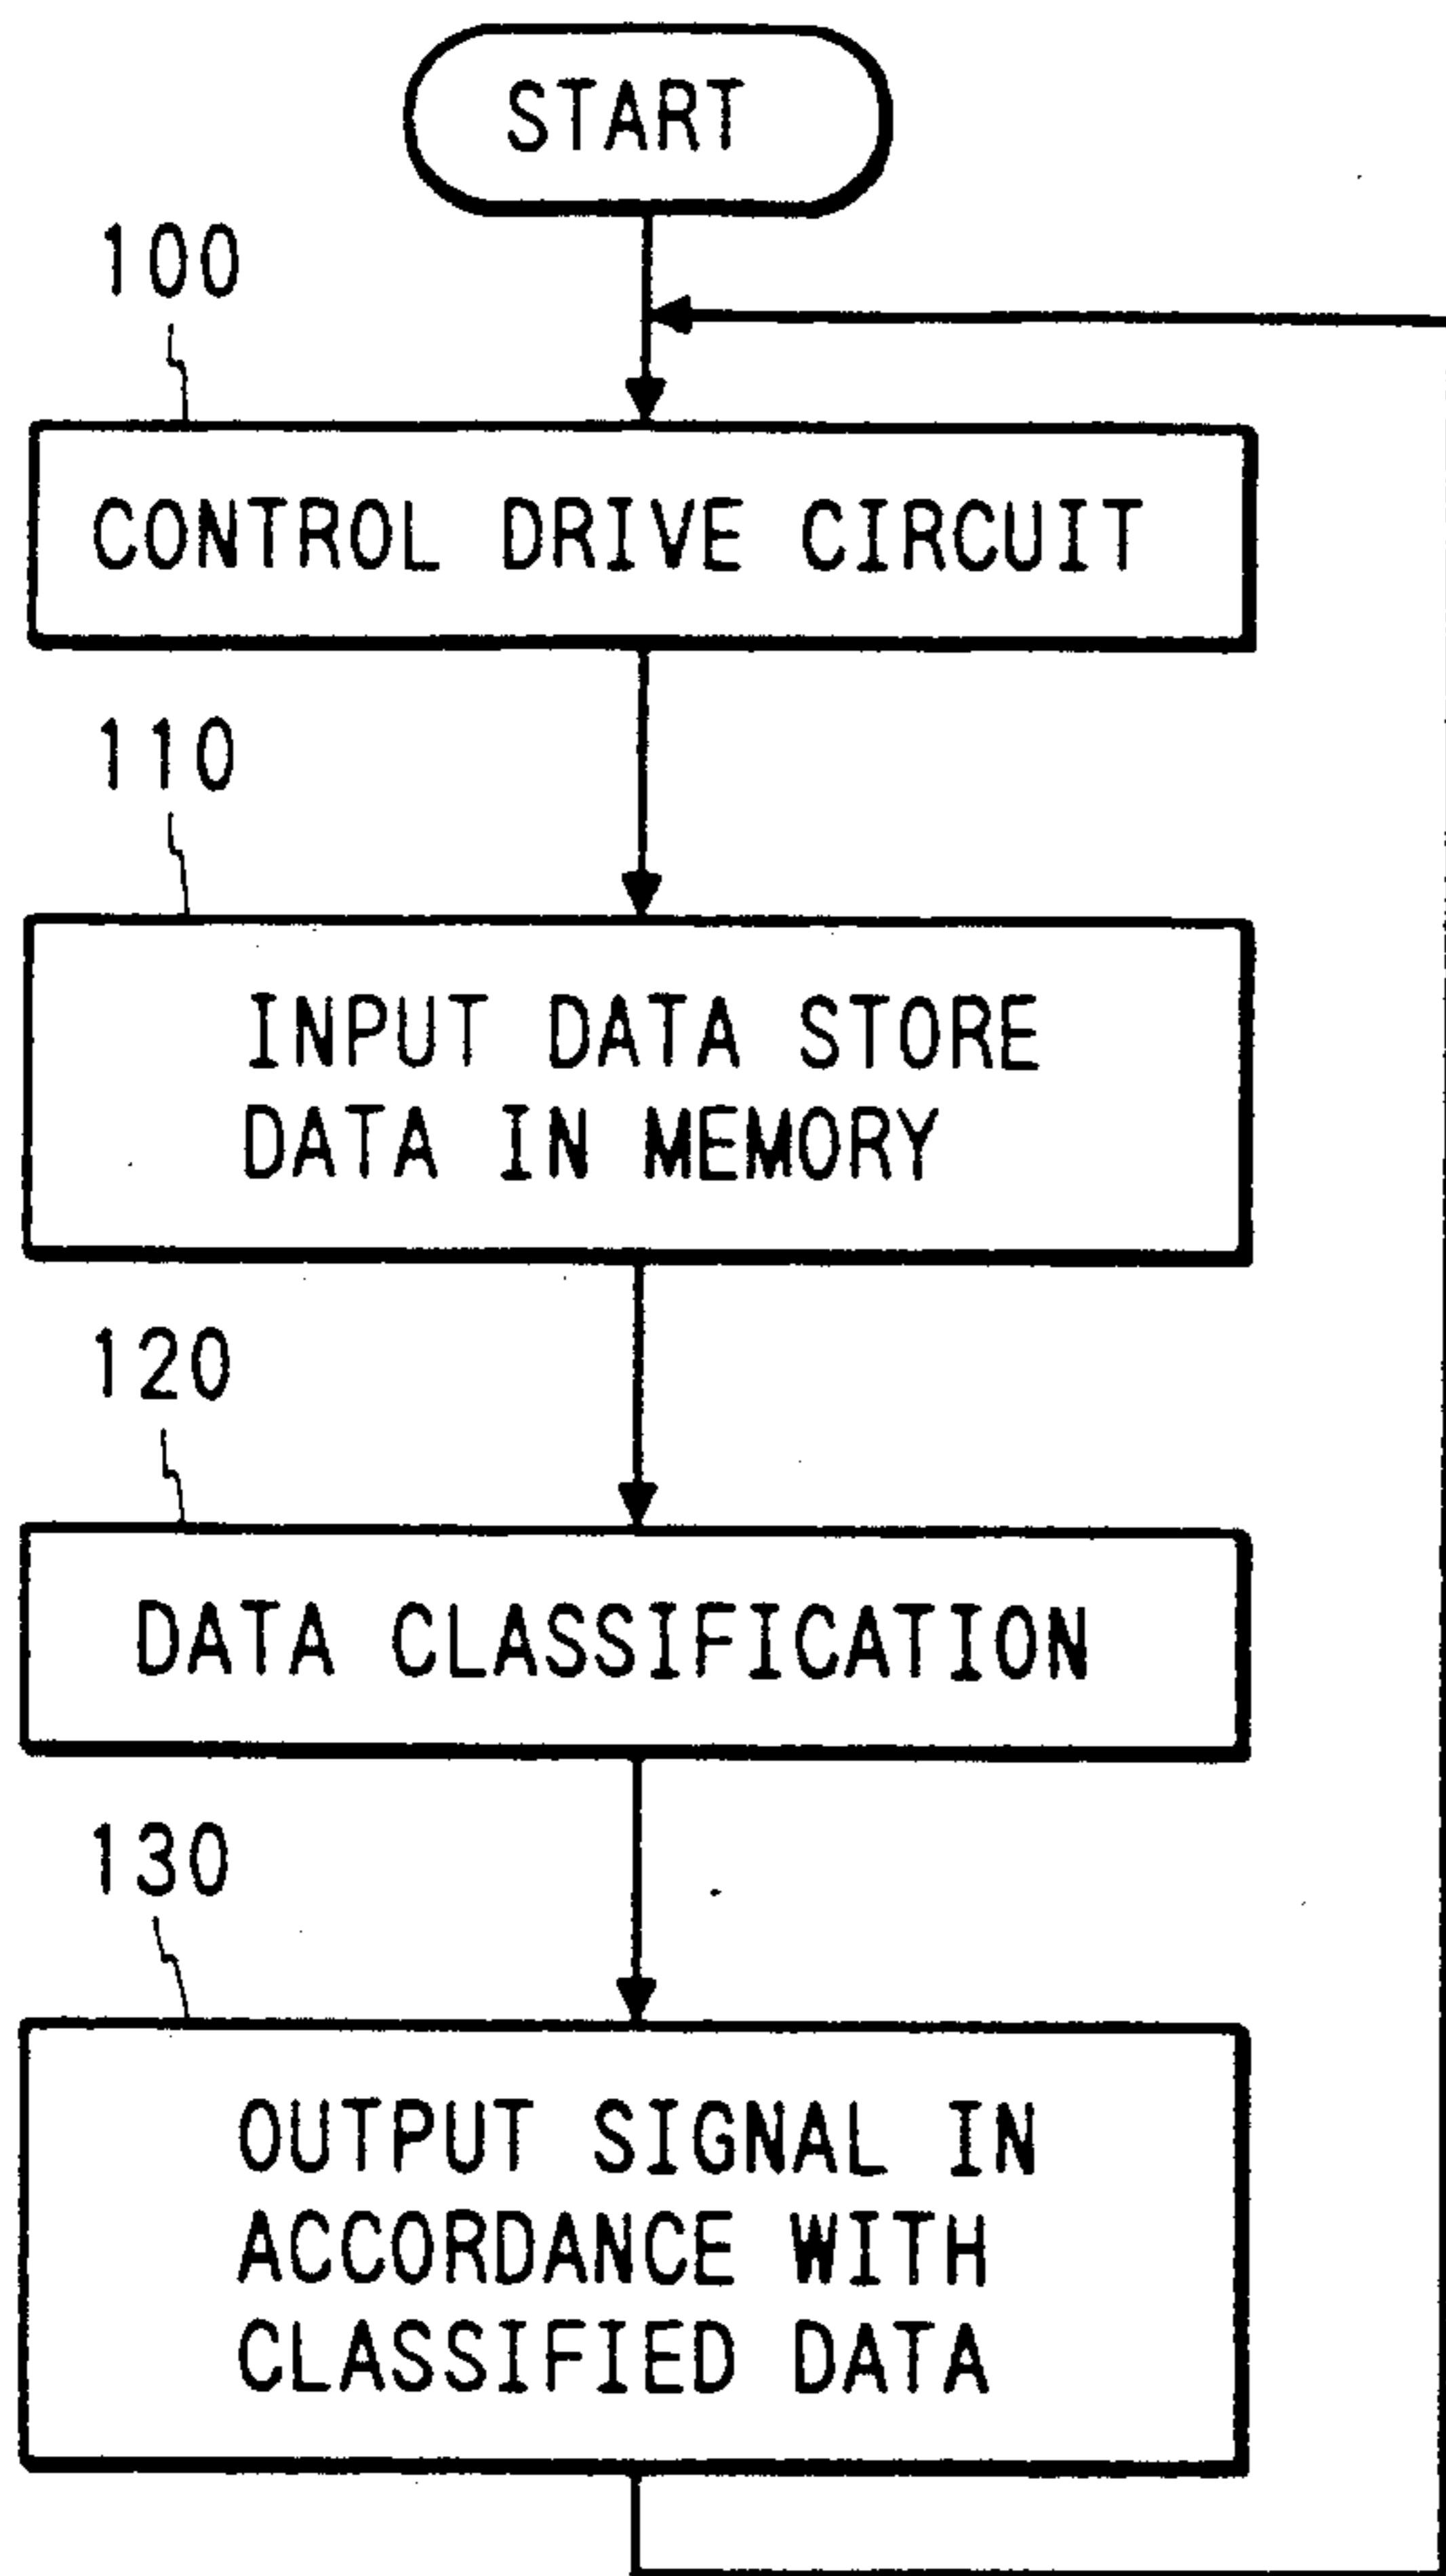 START
100
CONTROL DRIVE CIRCUIT
110
INPUT DATA STORE
DATA IN MEMORY
120
DATA CLASSIFICATION
130
OUTPUT SIGNAL IN
ACCORDANCE WITH
CLASSIFIED DATA